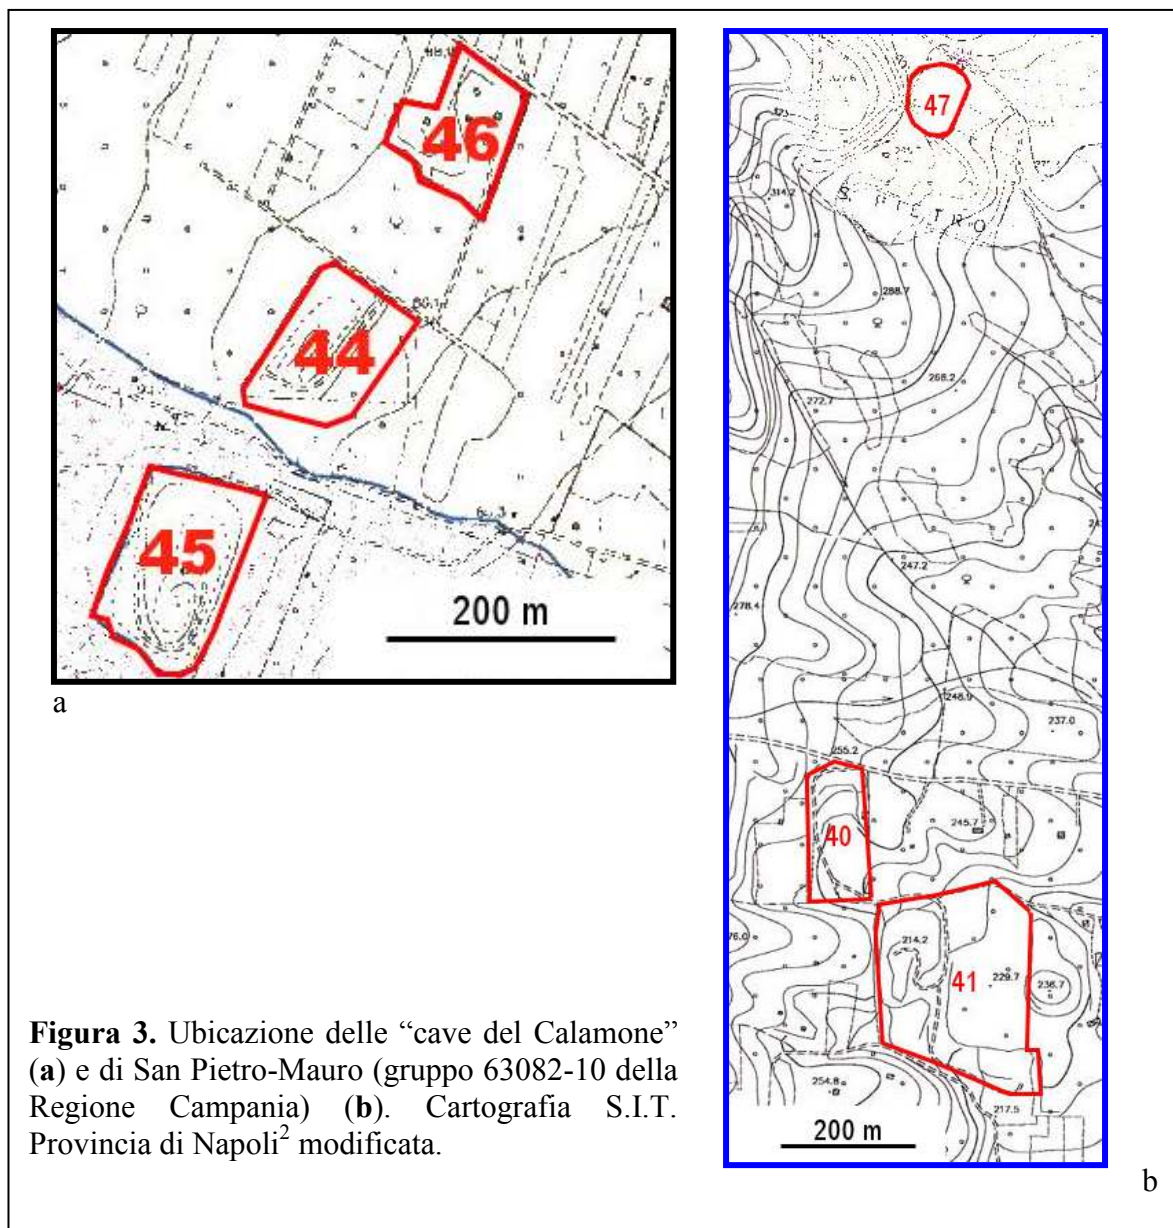 46
44
45
200 m
a
47
314.2
S. PIETRO
288.7
268.2
272.7
247.2
278.4
248.9
237.0
255.2
40
245.7
214.2
41
229.7
236.7
254.8
217.5
200 m
b
Figura 3. Ubicazione delle “cave del Calamone”
(a) e di San Pietro-Mauro (gruppo 63082-10 della
Regione Campania) (b). Cartografia S.I.T.
Provincia di Napoli2 modificata.